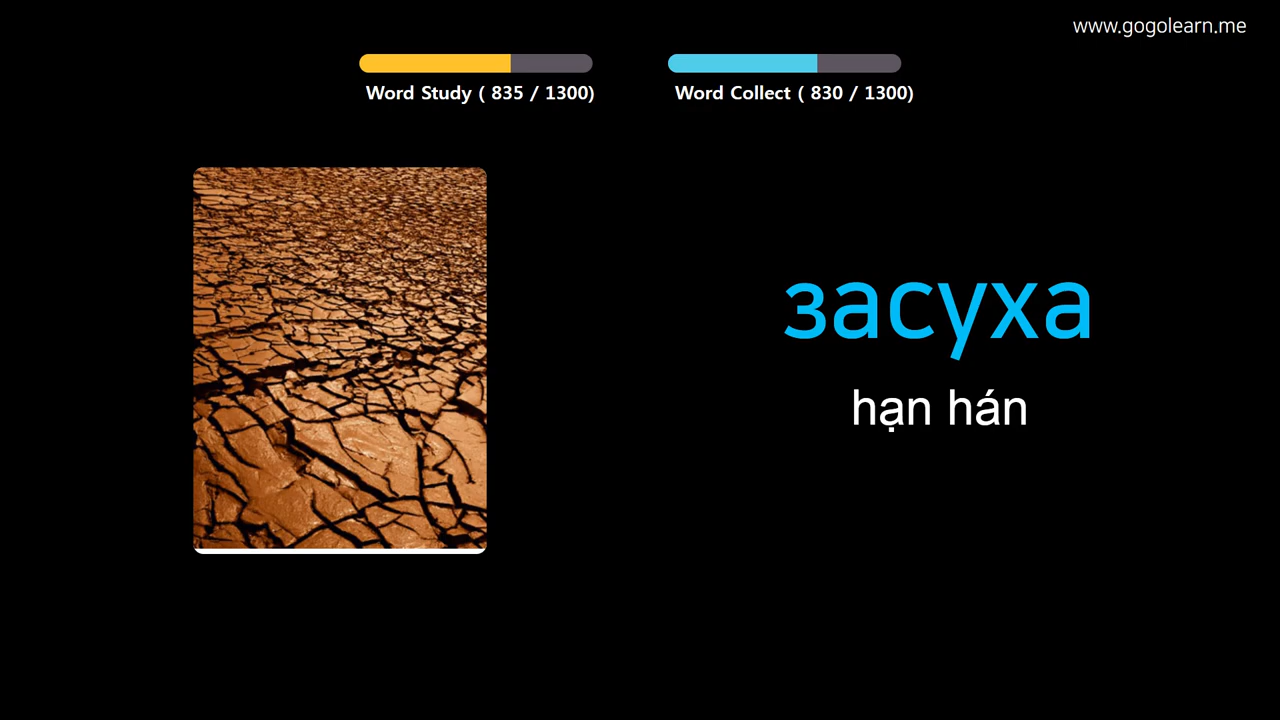 www.gogolearn.me
Word Study ( 835 / 1300)
Word Collect ( 830 / 1300)
засуха
hạn hán